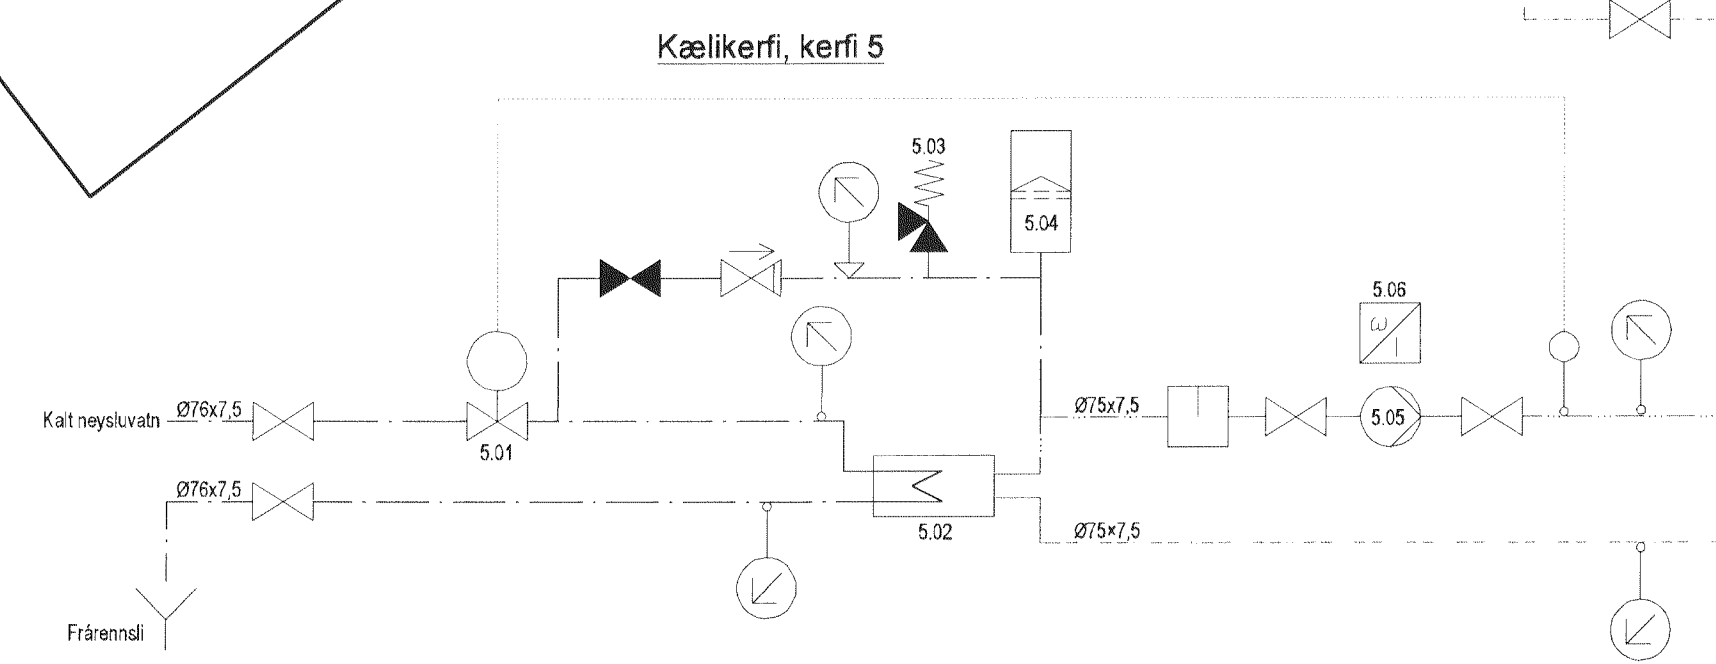 Kælikerfi, kerfi 5
5.03
5.04
5.06
ω
I
Kalt neysluvatn
Ø76x7,5
5.01
Ø75x7,5
5.05
Ø76x7,5
5.02
Ø75x7,5
Frárennsli